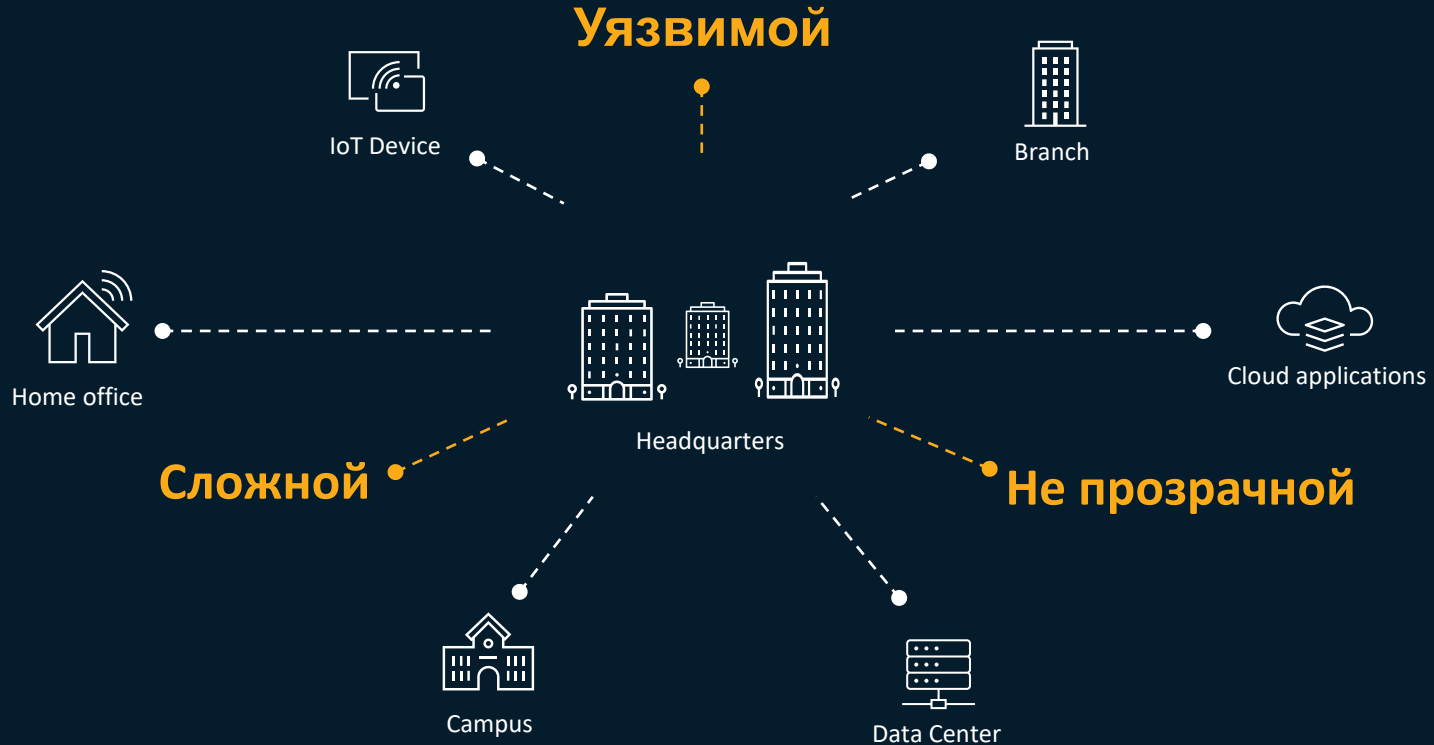 Уязвимой
IoT Device
Branch
Home office
Cloud applications
Headquarters
Сложной
Не прозрачной
Campus
Data Center